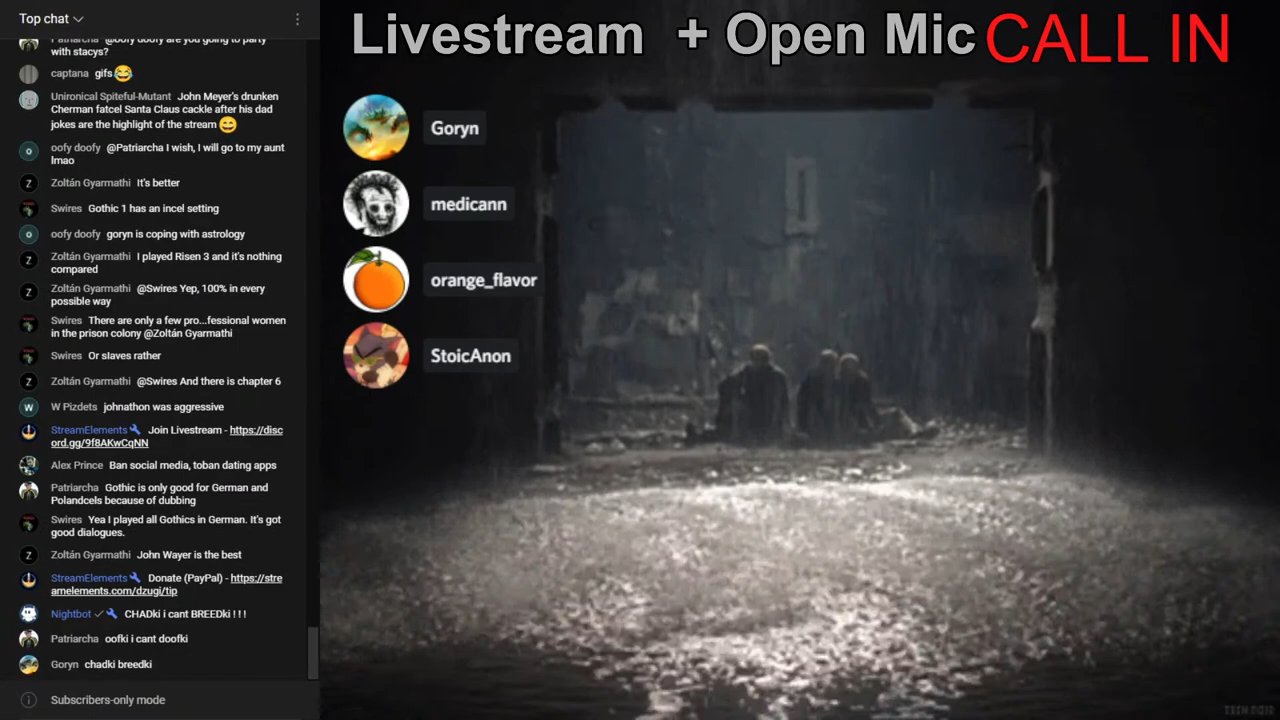 Top chat
Patriarcha @oofy doofy are you going to party
with stacys?
captana gifs😂
Unironical Spiteful-Mutant John Meyer's drunken
Cherman fatcel Santa Claus cackle after his dad
jokes are the highlight of the stream 😄
oofy doofy @Patriarcha I wish, I will go to my aunt
lmao
Zoltán Gyarmathi It's better
Swires Gothic 1 has an incel setting
oofy doofy goryn is coping with astrology
Zoltán Gyarmathi I played Risen 3 and it's nothing
compared
Zoltán Gyarmathi @Swires Yep, 100% in every
possible way
Swires There are only a few pro...fessional women
in the prison colony @Zoltán Gyarmathi
Swires Or slaves rather
Zoltán Gyarmathi @Swires And there is chapter 6
W Pizdets johnathon was aggressive
StreamElements Join Livestream - https://disc
ord.gg/9f8AKwCqNN
Alex Prince Ban social media, toban dating apps
Patriarcha Gothic is only good for German and
Polandcels because of dubbing
Swires Yea I played all Gothics in German. It's got
good dialogues.
Zoltán Gyarmathi John Wayer is the best
StreamElements Donate (PayPal) - https://stre
amelements.com/dzugi/tip
Nightbot CHADki i cant BREEDki ! ! !
Patriarcha oofki i cant doofki
Goryn chadki breedki
Subscribers-only mode
Livestream + Open Mic CALL IN
Goryn
medicann
orange_flavor
StoicAnon